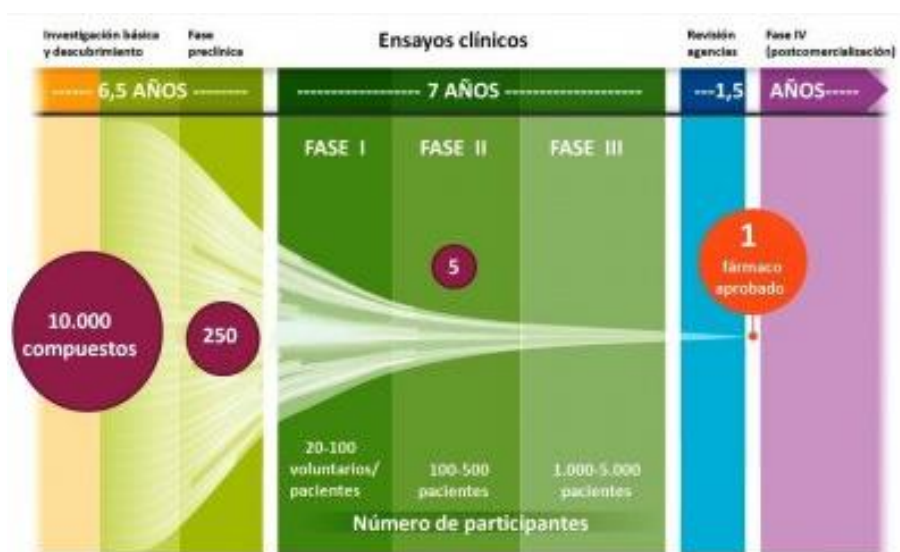 Investigación básica
y descubrimiento
Fase
preclínica
Ensayos clínicos
Revisión
agencias
Fase IV
(postcomercialización)
------ 6,5 AÑOS --------
------------------ 7 AÑOS --------------------
---1,5 AÑOS-----
FASE I
FASE II
FASE III
10.000
compuestos
250
5
1
fármaco
aprobado
20-100
voluntarios/
pacientes
100-500
pacientes
1.000-5.000
pacientes
Número de participantes